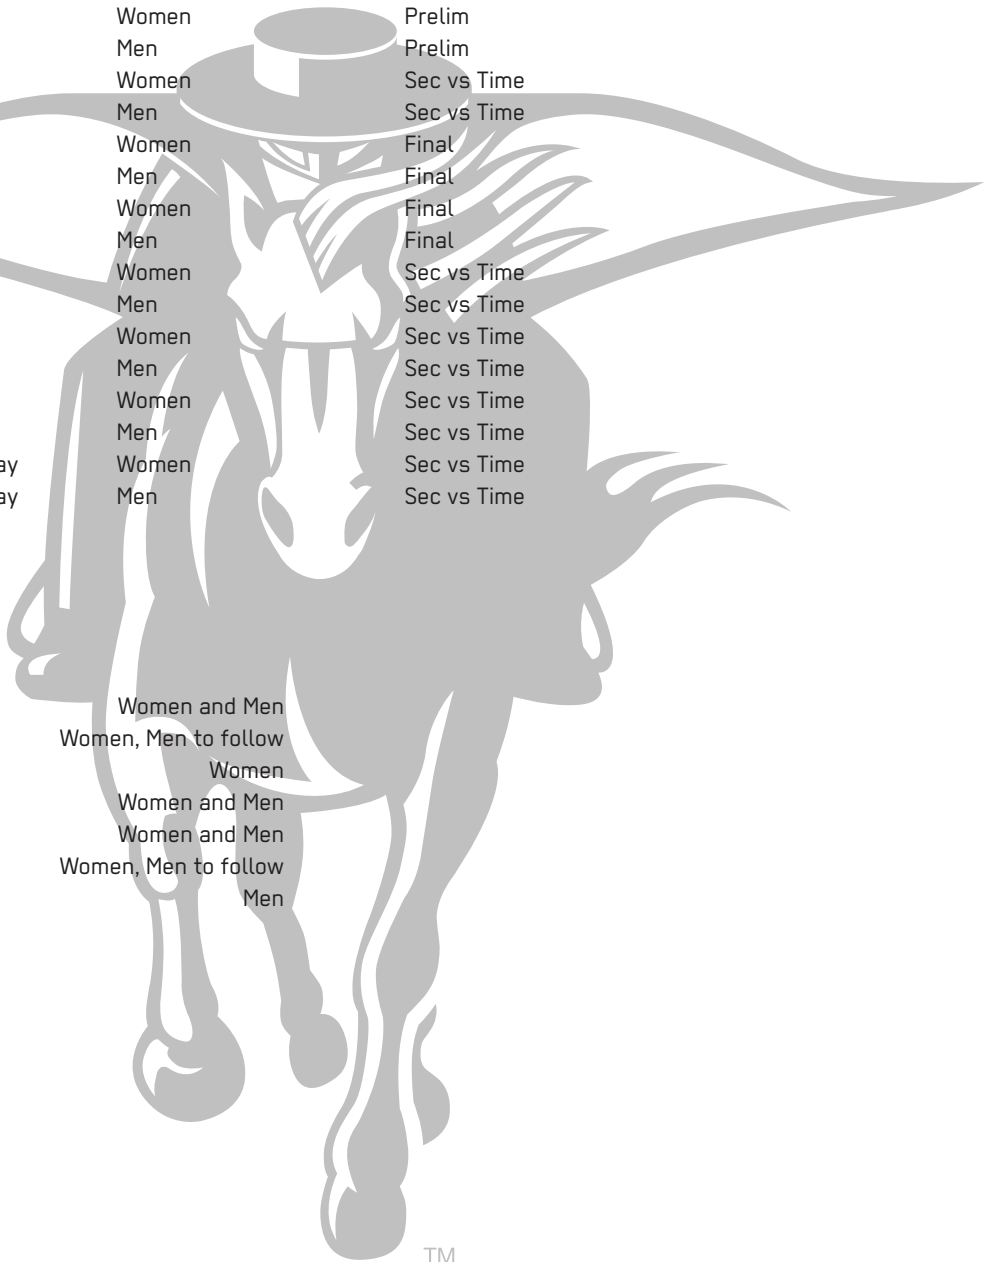 Women Prelim
Men Prelim
Women Sec vs Time
Men Sec vs Time
Women Final
Men Final
Women Final
Men Final
Women Sec vs Time
Men Sec vs Time
Women Sec vs Time
Men Sec vs Time
Women Sec vs Time
Men Sec vs Time
ay Women Sec vs Time
ay Men Sec vs Time
Women and Men
Women, Men to follow
Women
Women and Men
Women and Men
Women, Men to follow
Men
TM